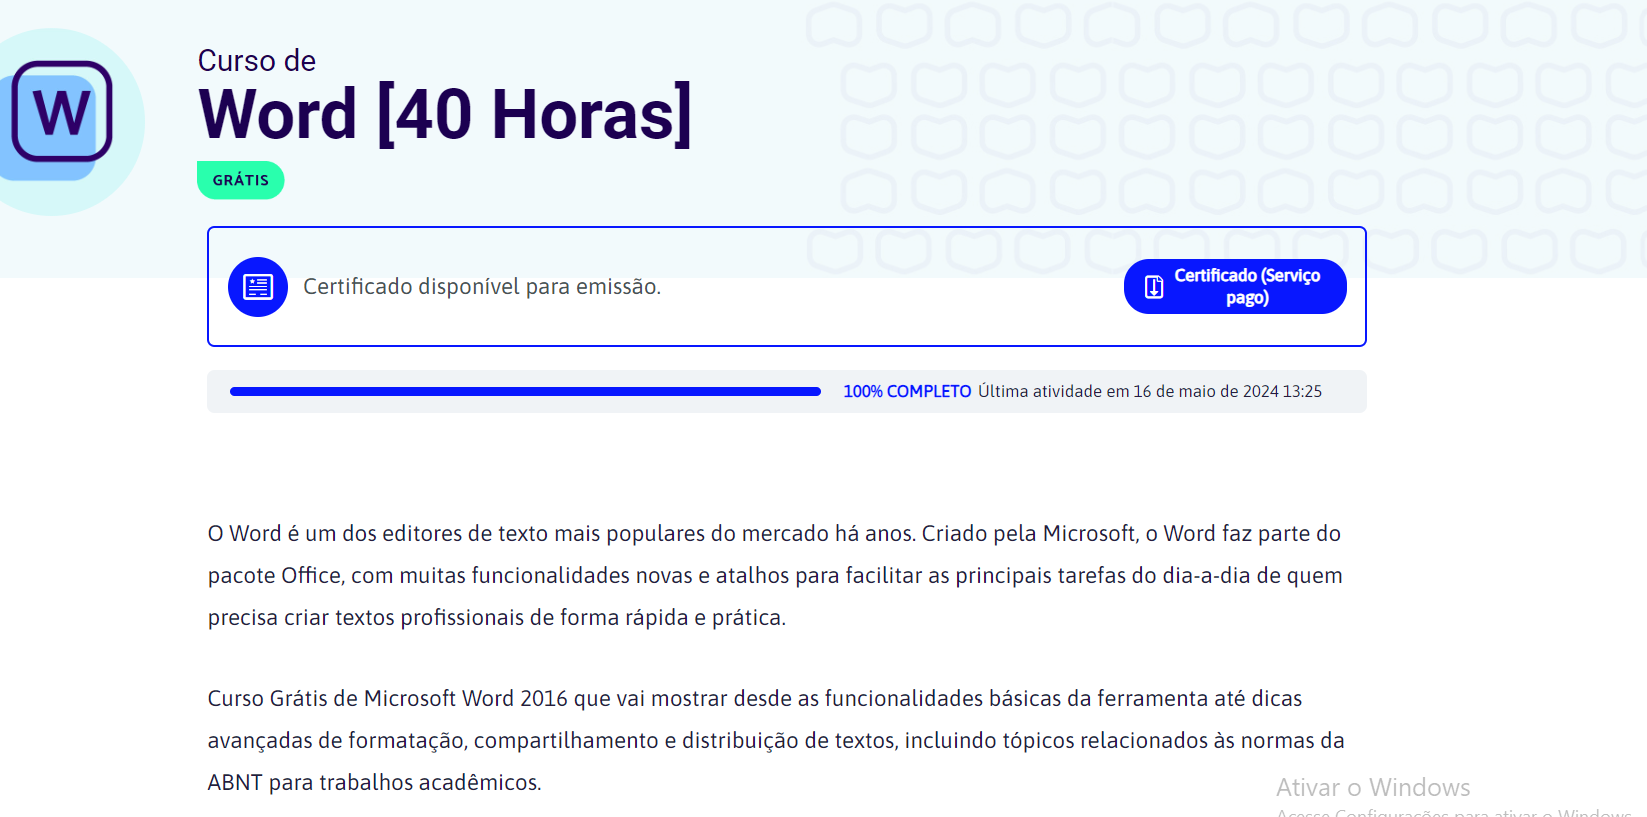 W
Curso de
Word [40 Horas]
GRÁTIS
Certificado disponível para emissão.
Certificado (Serviço
pago)
100% COMPLETO Última atividade em 16 de maio de 2024 13:25
O Word é um dos editores de texto mais populares do mercado há anos. Criado pela Microsoft, o Word faz parte do
pacote Office, com muitas funcionalidades novas e atalhos para facilitar as principais tarefas do dia-a-dia de quem
precisa criar textos profissionais de forma rápida e prática.
Curso Grátis de Microsoft Word 2016 que vai mostrar desde as funcionalidades básicas da ferramenta até dicas
avançadas de formatação, compartilhamento e distribuição de textos, incluindo tópicos relacionados às normas da
ABNT para trabalhos acadêmicos.
Ativar o Windows
Acesse Configurações para ativar o Windows.